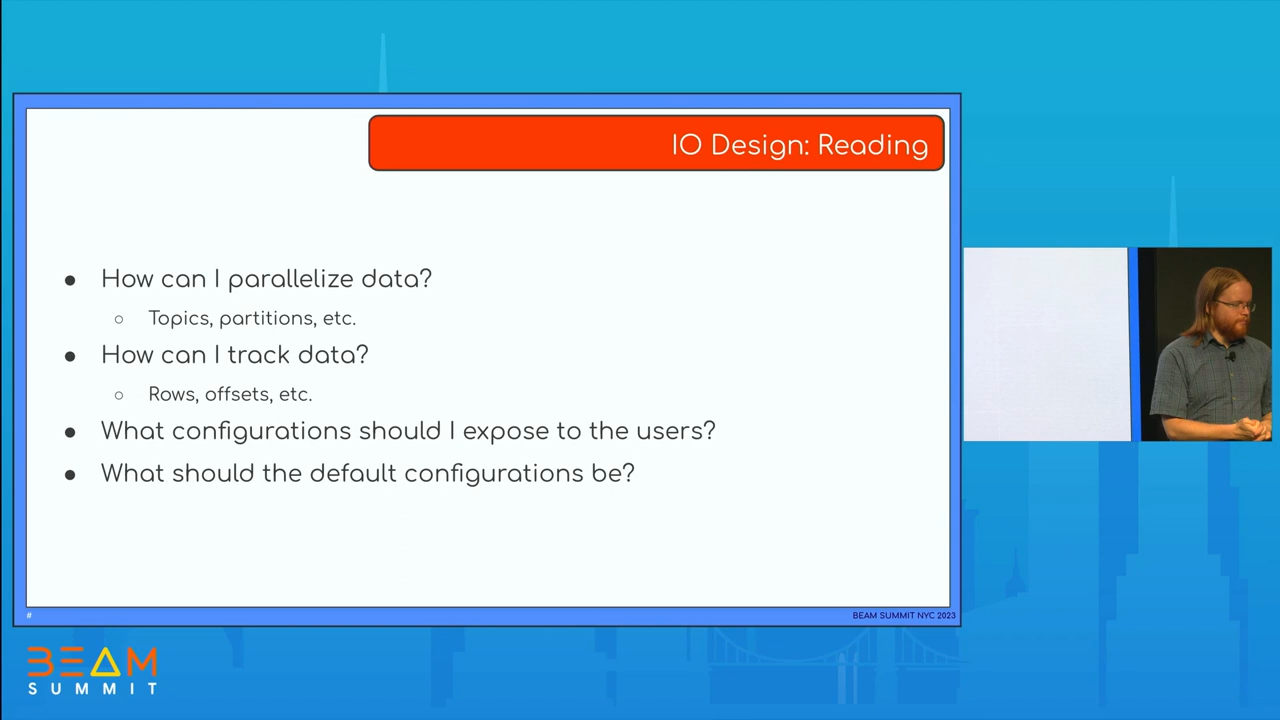 IO Design: Reading
● How can I parallelize data?
○ Topics, partitions, etc.
● How can I track data?
○ Rows, offsets, etc.
● What configurations should I expose to the users?
● What should the default configurations be?
#
BEAM SUMMIT NYC 2023
BEAM
SUMMIT